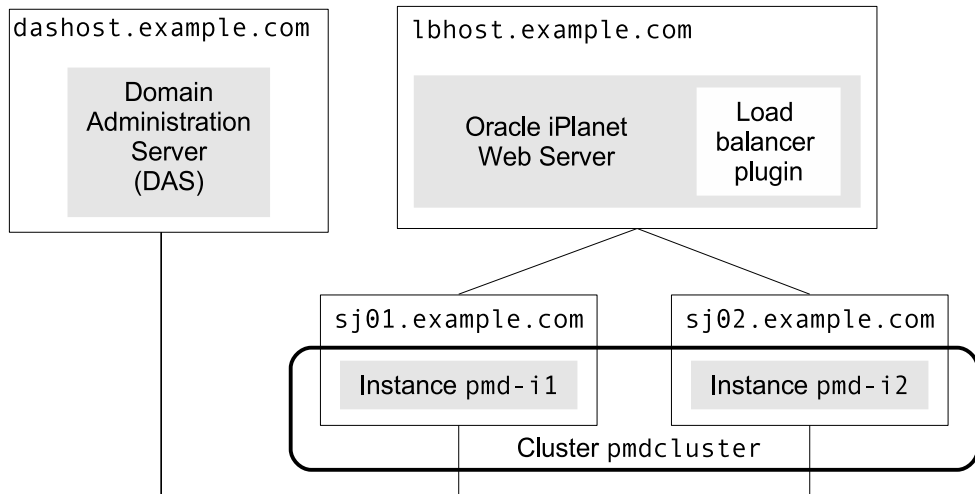 dashost.example.com
Domain
Administration
Server
(DAS)
lbhost.example.com
Oracle iPlanet
Web Server
Load
balancer
plugin
sj01.example.com
Instance pmd-i1
sj02.example.com
Instance pmd-i2
Cluster pmdcluster